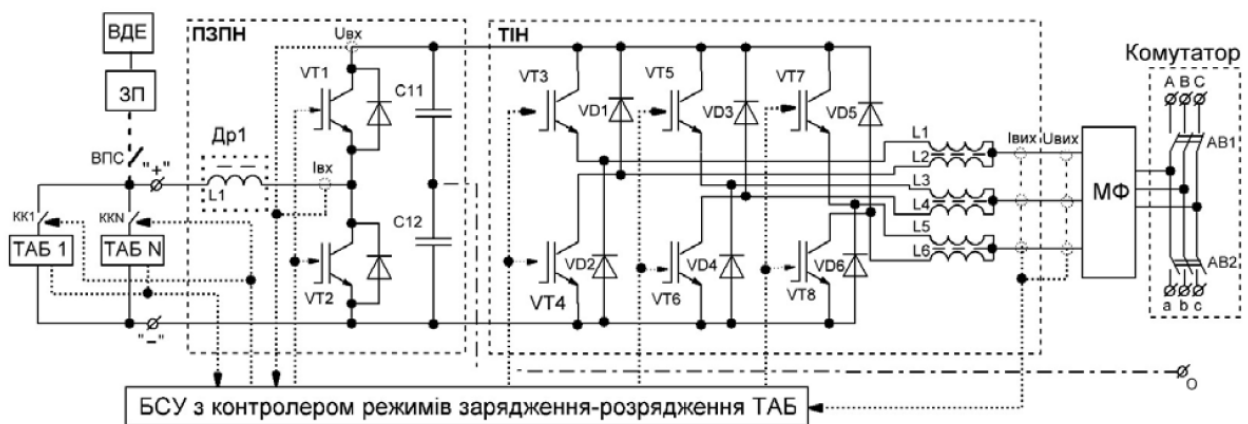 ВДЕ
ЗП
ВПС
"+"
КК1
ККN
ТАБ 1
ТАБ N
"–"
ПЗПН
Uвх
VT1
C11
Др1
L1
Iвх
C12
VT2
ТІН
VT3
VD1
VT5
VD3
VT7
VD5
VT4
VD2
VT6
VD4
VT8
VD6
L1
L2
L3
L4
L5
L6
Iвих
Uвих
МФ
Комутатор
A B C
АВ1
АВ2
a b c
O
БСУ з контролером режимів зарядження-розрядження ТАБ